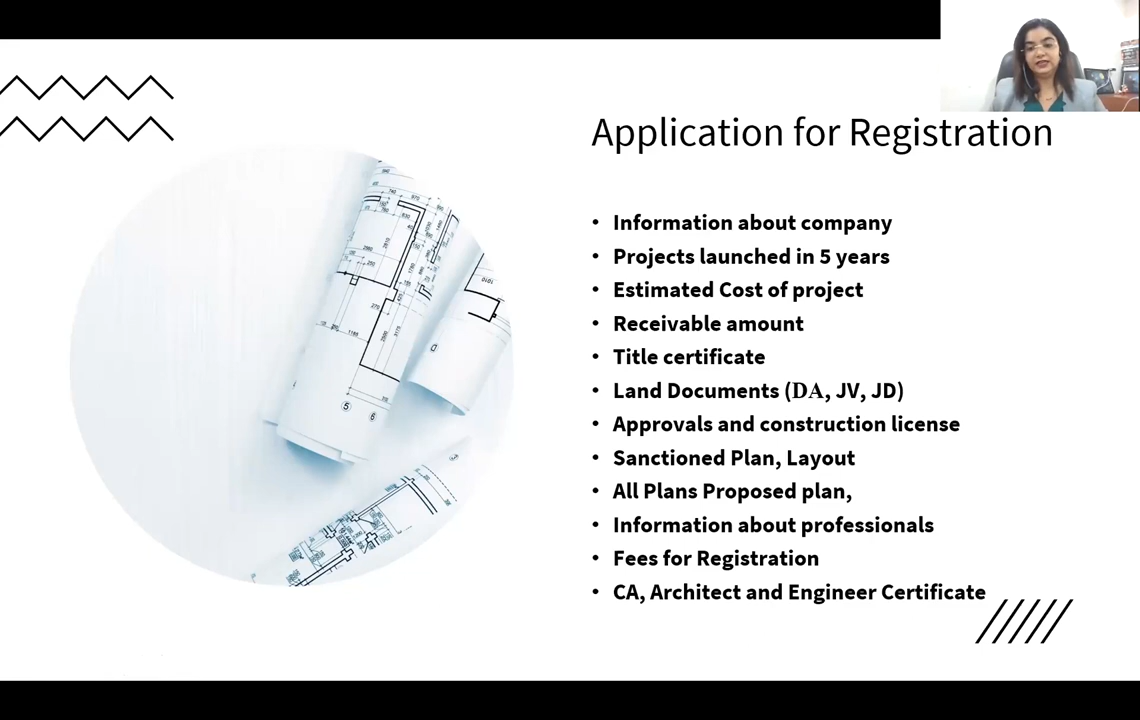 Application for Registration
• Information about company
• Projects launched in 5 years
• Estimated Cost of project
• Receivable amount
• Title certificate
• Land Documents (DA, JV, JD)
• Approvals and construction license
• Sanctioned Plan, Layout
• All Plans Proposed plan,
• Information about professionals
• Fees for Registration
• CA, Architect and Engineer Certificate